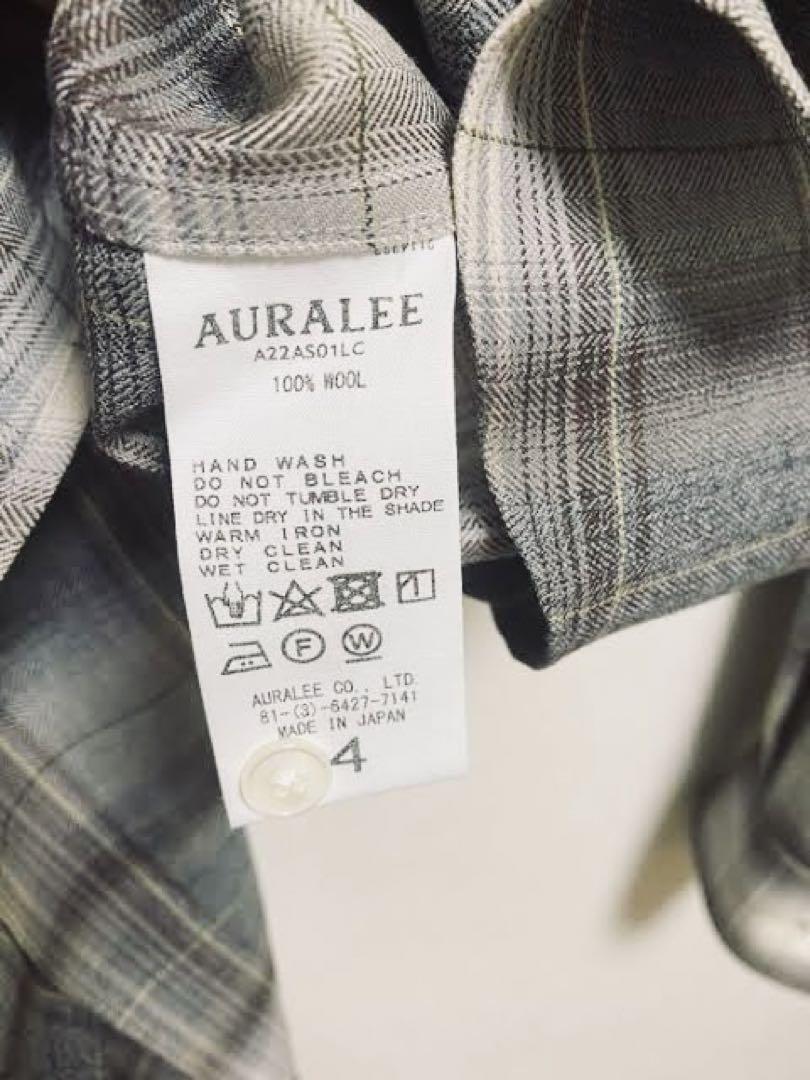 AURALEE
A22AS01LC
100% WOOL
HAND WASH
DO NOT BLEACH
DO NOT TUMBLE DRY
LINE DRY IN THE SHADE
WARM IRON
DRY CLEAN
WET CLEAN
F W
AURALEE CO., LTD.
81-(3)-6427-7141
MADE IN JAPAN
4